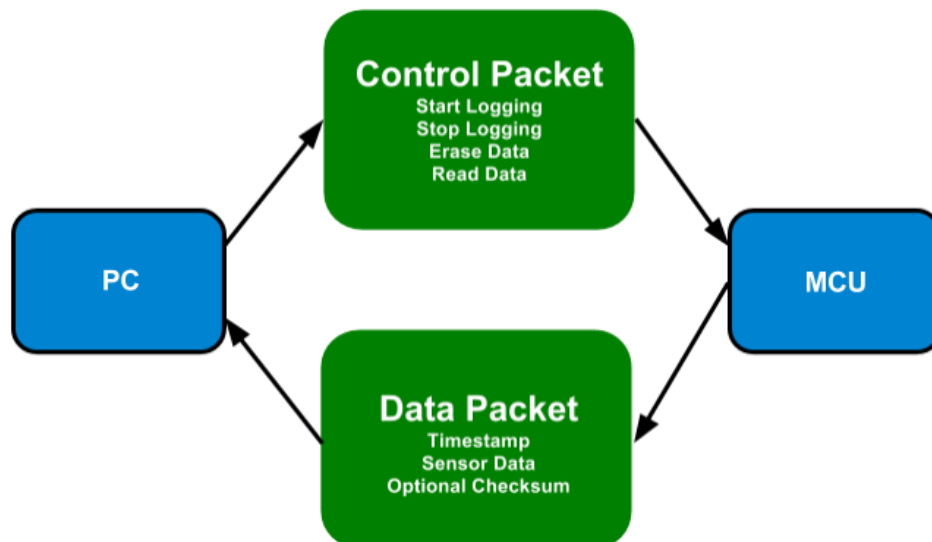 Control Packet
Start Logging
Stop Logging
Erase Data
Read Data
PC
MCU
Data Packet
Timestamp
Sensor Data
Optional Checksum